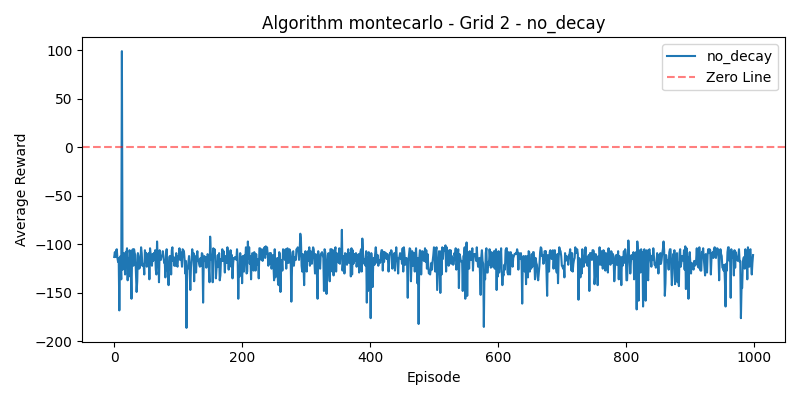 Algorithm montecarlo - Grid 2 - no_decay
100
50
0
−50
−100
−150
−200
Average Reward
no_decay
Zero Line
0
200
400
600
800
1000
Episode